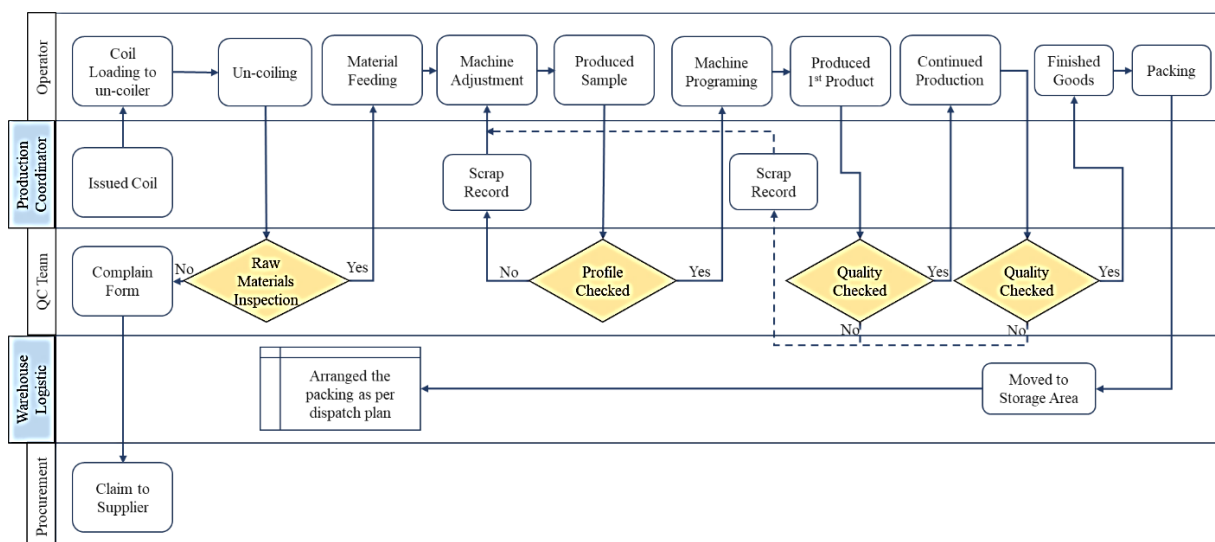 Operator
Coil
Loading to
un-coiler
Un-coiling
Material
Feeding
Machine
Adjustment
Produced
Sample
Machine
Programing
Produced
1st Product
Continued
Production
Finished
Goods
Packing
Production
Coordinator
Issued Coil
Scrap
Record
Scrap
Record
QC Team
Complain
Form
No
Raw
Materials
Inspection
Yes
No
Profile
Checked
Yes
Quality
Checked
Yes
No
Quality
Checked
Yes
No
Warehouse
Logistic
Arranged the
packing as per
dispatch plan
Moved to
Storage Area
Procurement
Claim to
Supplier